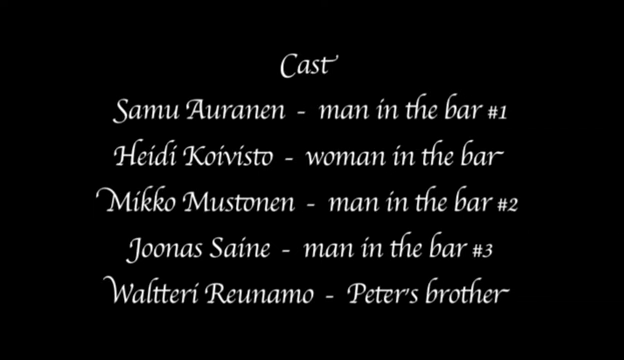 Cast
Samu Auranen - man in the bar #1
Heidi Koivisto - woman in the bar
Mikko Mustonen - man in the bar #2
Joonas Saine - man in the bar #3
Waltteri Reunamo - Peter's brother